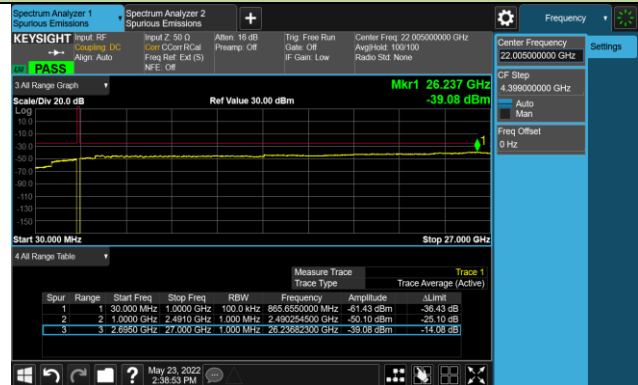 Spectrum Analyzer 1
Spurious Emissions
Spectrum Analyzer 2
Spurious Emissions
+
Frequency
KEYSIGHT Input: RF
Coupling: DC
Align: Auto
Input Z: 50 Ω
Corr CCorr RCal
Freq Ref: Ext (S)
NFE: Off
Atten: 16 dB
Preamp: Off
Trig: Free Run
Gate: Off
IF Gain: Low
Center Freq: 22.005000000 GHz
Avg|Hold: 100/100
Radio Std: None
PASS
Center Frequency
22.005000000 GHz
Settings
CF Step
4.399000000 GHz
Auto
Man
Freq Offset
0 Hz
3 All Range Graph
Mkr1 26.237 GHz
Scale/Div 20.0 dB
Ref Value 30.00 dBm
-39.08 dBm
Log
10.0
-10.0
-30.0
-50.0
-70.0
-90.0
-110
-130
-150
1
Start 30.000 MHz
Stop 27.000 GHz
4 All Range Table
Measure Trace Trace 1
Trace Type Trace Average (Active)
Spur Range Start Freq Stop Freq RBW Frequency Amplitude ΔLimit
1 1 30.000 MHz 1.0000 GHz 100.0 kHz 865.6550000 MHz -61.43 dBm -36.43 dB
2 2 1.0000 GHz 2.4910 GHz 1.000 MHz 2.490254500 GHz -50.10 dBm -25.10 dB
3 3 2.6950 GHz 27.000 GHz 1.000 MHz 26.23682300 GHz -39.08 dBm -14.08 dB
?
May 23, 2022
2:38:53 PM